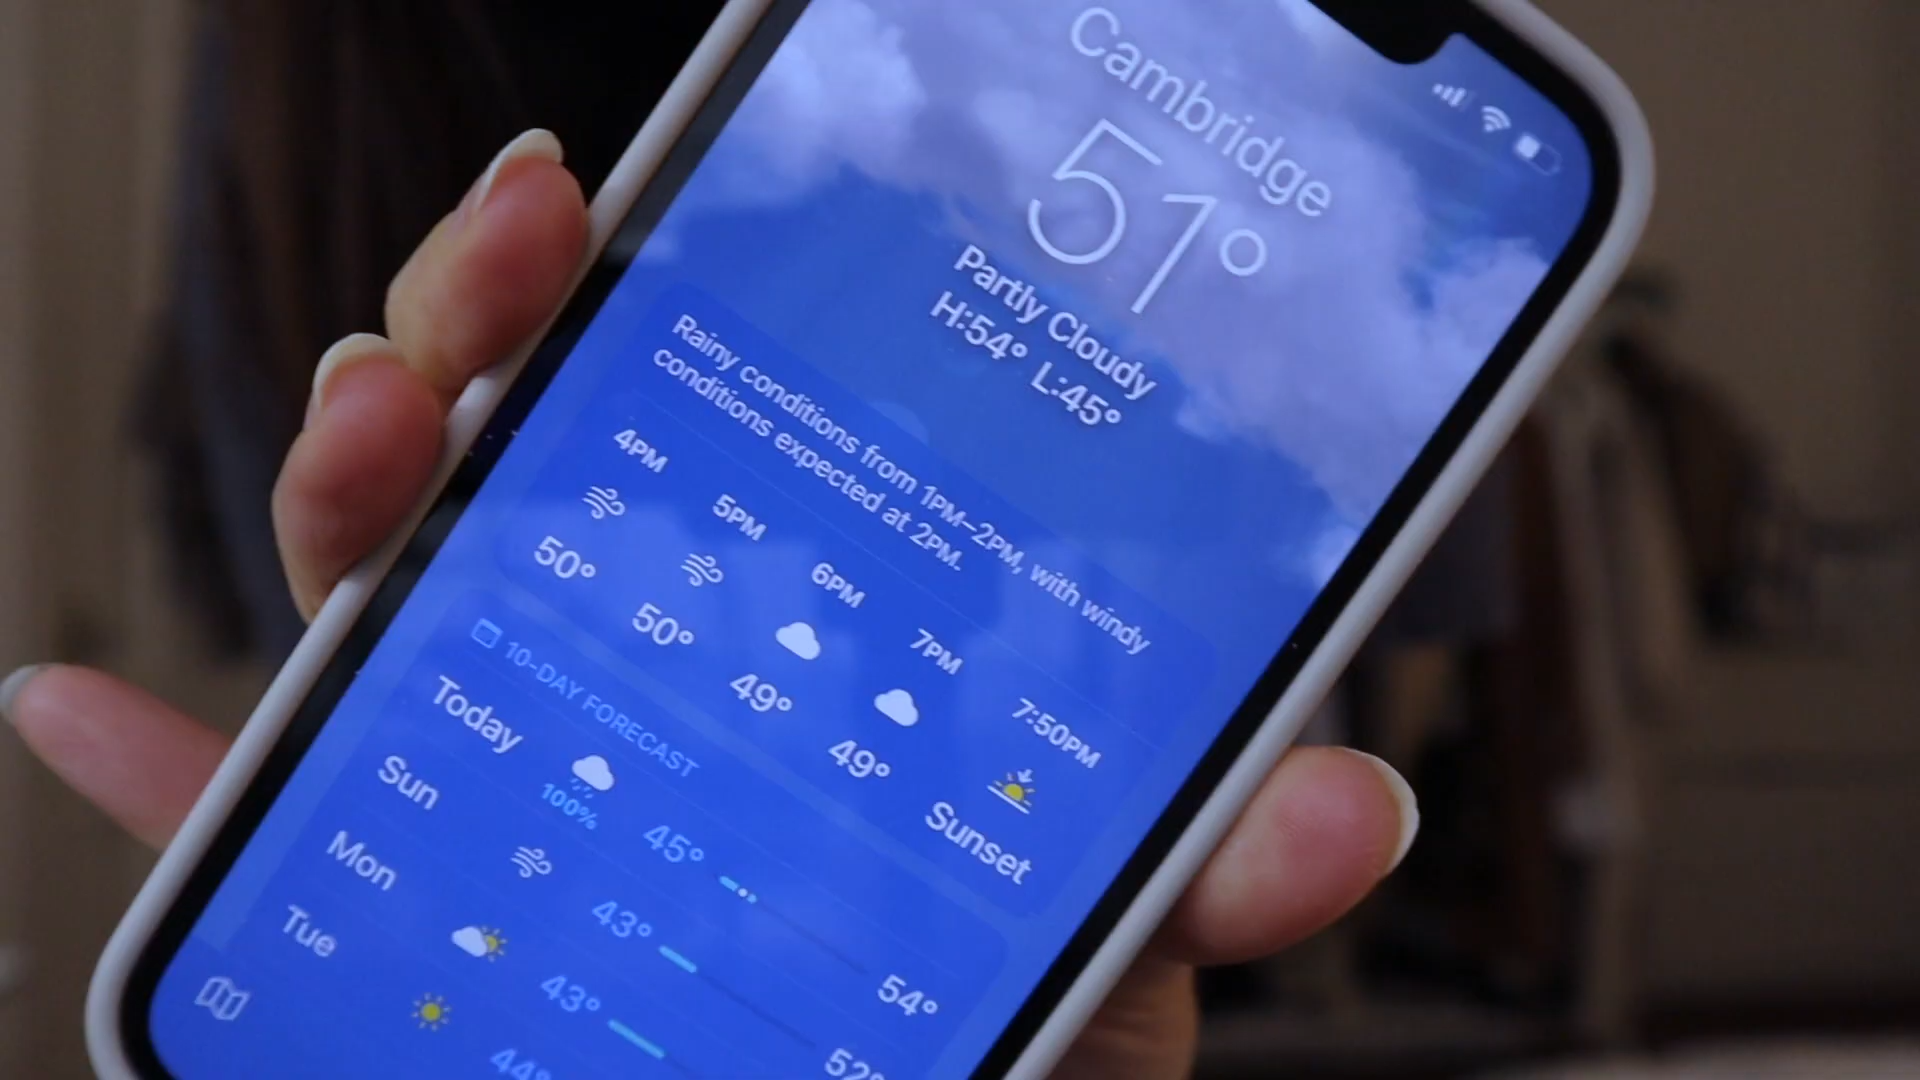 Cambridge
51°
Partly Cloudy
H:54° L:45°
Rainy conditions from 1PM–2PM, with windy
conditions expected at 2PM.
4PM 5PM 6PM 7PM 7:50PM
50° 50° 49° 49° Sunset
10-DAY FORECAST
Today 100% 45° 54°
Sun 43° 52°
Mon 43°
Tue 44°